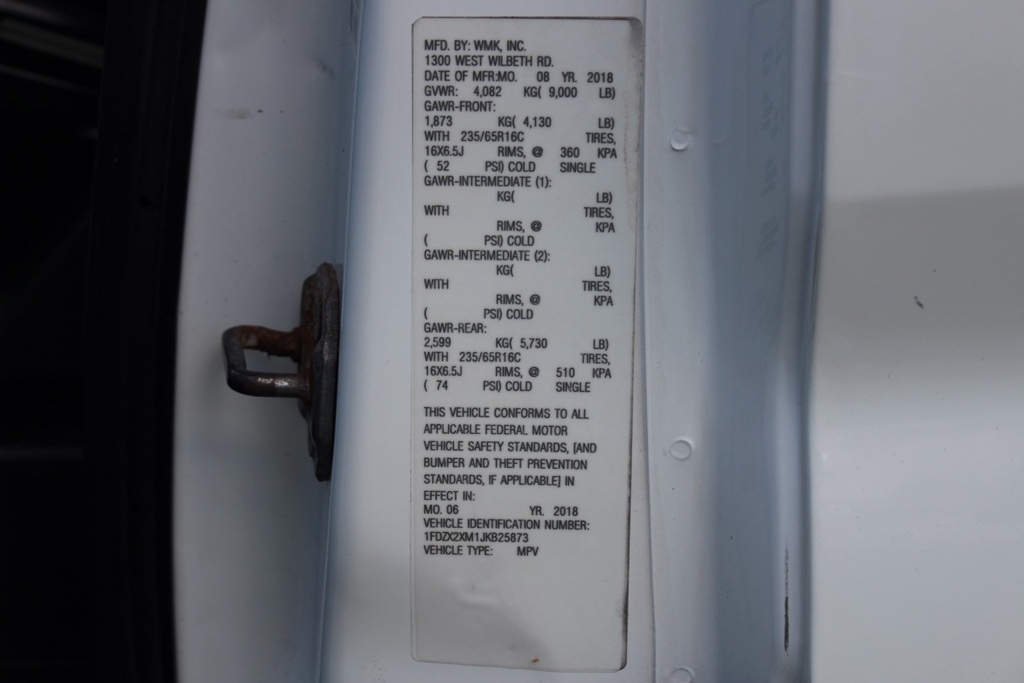 MFD. BY: WMK, INC.
1300 WEST WILBETH RD.
DATE OF MFR:MO. 08 YR. 2018
GVWR: 4,082 KG( 9,000 LB)
GAWR-FRONT:
1,873 KG( 4,130 LB)
WITH 235/65R16C TIRES,
16X6.5J RIMS, @ 360 KPA
( 52 PSI) COLD SINGLE
GAWR-INTERMEDIATE (1):
KG( LB)
WITH TIRES,
RIMS, @ KPA
( PSI) COLD
GAWR-INTERMEDIATE (2):
KG( LB)
WITH TIRES,
RIMS, @ KPA
( PSI) COLD
GAWR-REAR:
2,599 KG( 5,730 LB)
WITH 235/65R16C TIRES,
16X6.5J RIMS, @ 510 KPA
( 74 PSI) COLD SINGLE
THIS VEHICLE CONFORMS TO ALL
APPLICABLE FEDERAL MOTOR
VEHICLE SAFETY STANDARDS, [AND
BUMPER AND THEFT PREVENTION
STANDARDS, IF APPLICABLE] IN
EFFECT IN:
MO. 06 YR. 2018
VEHICLE IDENTIFICATION NUMBER:
1FDZX2XM1JKB25873
VEHICLE TYPE: MPV